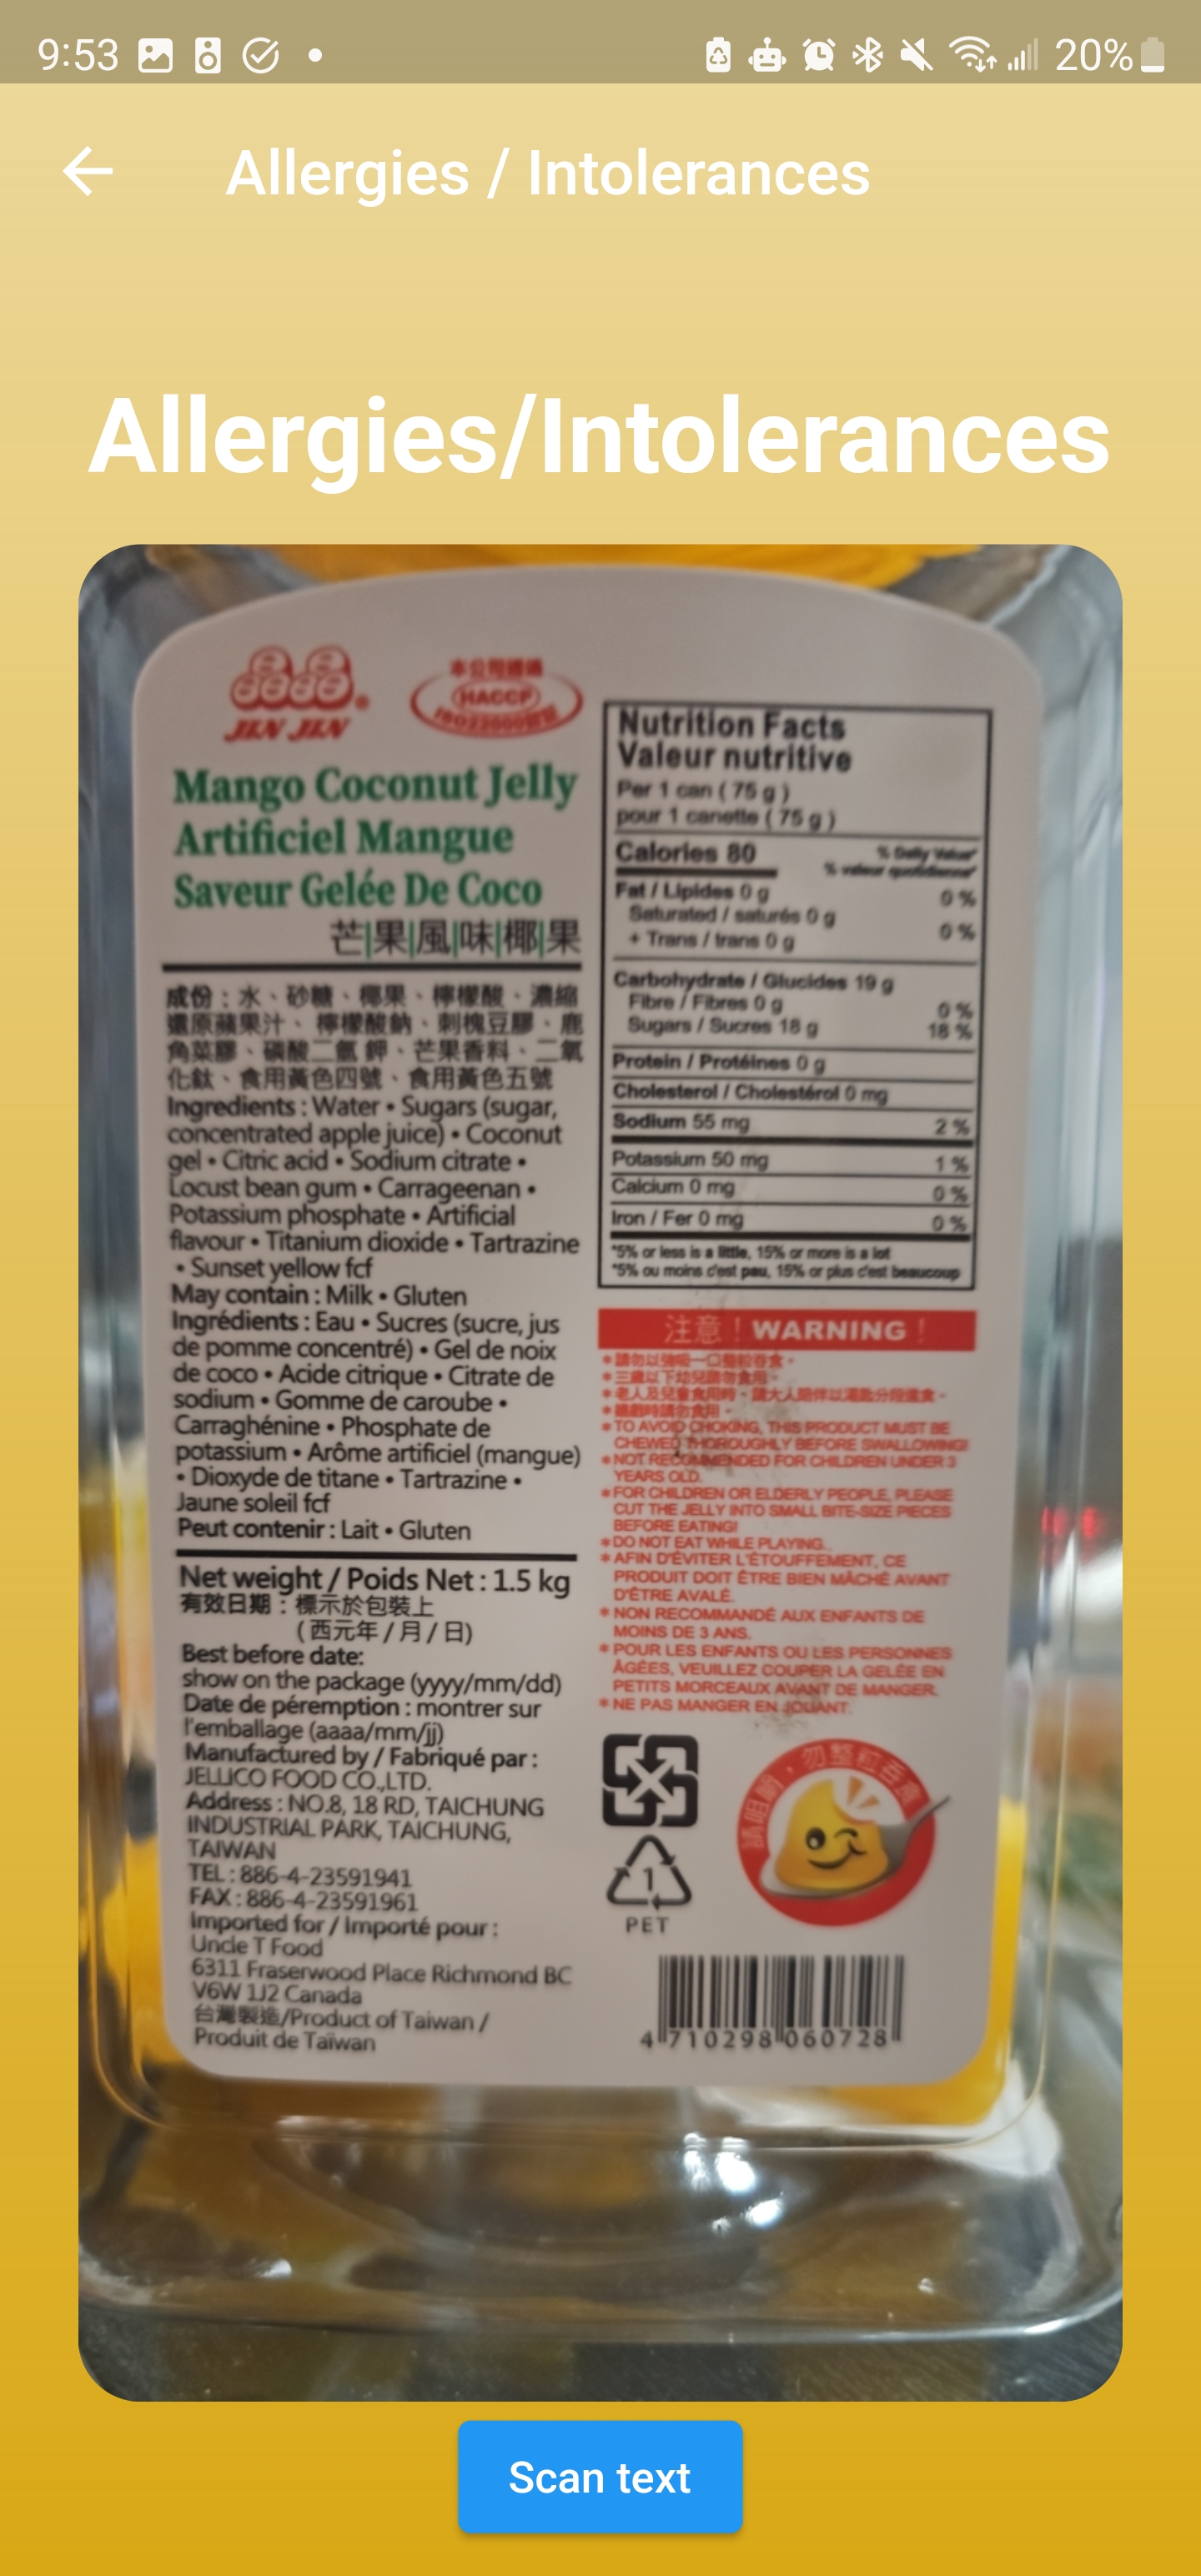 9:53
20%
Allergies / Intolerances
Allergies/Intolerances
JIN JIN
HACCP
Mango Coconut Jelly
Artificiel Mangue
Saveur Gelée De Coco
芒|果|風|味|椰|果
成份：水、砂糖、椰果、檸檬酸、濃縮
還原蘋果汁、檸檬酸鈉、刺槐豆膠、鹿
角菜膠、磷酸二氫鉀、芒果香料、二氧
化鈦、食用黃色四號、食用黃色五號
Ingredients : Water • Sugars (sugar,
concentrated apple juice) • Coconut
gel • Citric acid • Sodium citrate •
Locust bean gum • Carrageenan •
Potassium phosphate • Artificial
flavour • Titanium dioxide • Tartrazine
• Sunset yellow fcf
May contain : Milk • Gluten
Ingrédients : Eau • Sucres (sucre, jus
de pomme concentré) • Gel de noix
de coco • Acide citrique • Citrate de
sodium • Gomme de caroube •
Carraghénine • Phosphate de
potassium • Arôme artificiel (mangue)
• Dioxyde de titane • Tartrazine •
Jaune soleil fcf
Peut contenir : Lait • Gluten
Net weight / Poids Net : 1.5 kg
有效日期：標示於包裝上
(西元年/月/日)
Best before date:
show on the package (yyyy/mm/dd)
Date de péremption : montrer sur
l'emballage (aaaa/mm/jj)
Manufactured by / Fabriqué par :
JELLICO FOOD CO.,LTD.
Address : NO.8, 18 RD, TAICHUNG
INDUSTRIAL PARK, TAICHUNG,
TAIWAN
TEL : 886-4-23591941
FAX : 886-4-23591961
Imported for / Importé pour :
Uncle T Food
6311 Fraserwood Place Richmond BC
V6W 1J2 Canada
台灣製造/Product of Taiwan /
Produit de Taïwan
Nutrition Facts
Valeur nutritive
Per 1 can ( 75 g )
pour 1 canette ( 75 g )
Calories 80
% Daily Value*
% valeur quotidienne*
Fat / Lipides 0 g 0 %
Saturated / saturés 0 g
+ Trans / trans 0 g 0 %
Carbohydrate / Glucides 19 g
Fibre / Fibres 0 g 0 %
Sugars / Sucres 18 g 18 %
Protein / Protéines 0 g
Cholesterol / Cholestérol 0 mg
Sodium 55 mg 2 %
Potassium 50 mg 1 %
Calcium 0 mg 0 %
Iron / Fer 0 mg 0 %
*5% or less is a little, 15% or more is a lot
*5% ou moins c'est peu, 15% or plus c'est beaucoup
注意！WARNING !
*三歲以下幼兒請勿食用。
*TO AVOID CHOKING, THIS PRODUCT MUST BE
CHEWED THOROUGHLY BEFORE SWALLOWING!
*NOT RECOMMENDED FOR CHILDREN UNDER 3
YEARS OLD.
*FOR CHILDREN OR ELDERLY PEOPLE, PLEASE
CUT THE JELLY INTO SMALL BITE-SIZE PIECES
BEFORE EATING!
*DO NOT EAT WHILE PLAYING.
*AFIN D'ÉVITER L'ÉTOUFFEMENT, CE
PRODUIT DOIT ÊTRE BIEN MÂCHÉ AVANT
D'ÊTRE AVALÉ.
*NON RECOMMANDÉ AUX ENFANTS DE
MOINS DE 3 ANS.
*POUR LES ENFANTS OU LES PERSONNES
ÂGÉES, VEUILLEZ COUPER LA GELÉE EN
PETITS MORCEAUX AVANT DE MANGER.
*NE PAS MANGER EN JOUANT.
1
PET
4 710298 060728
Scan text